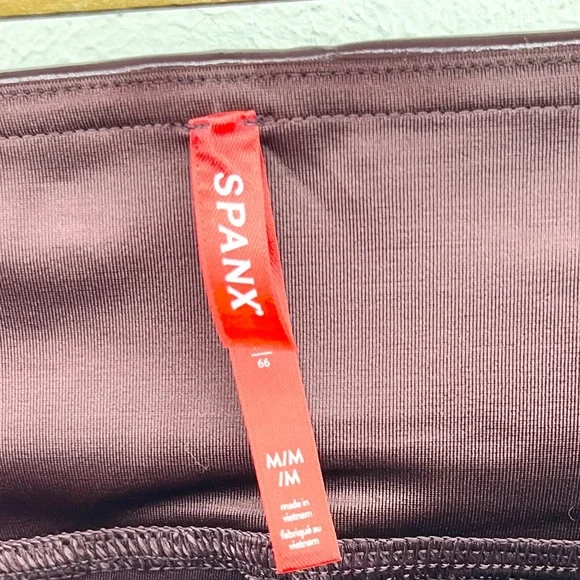 SPANX
66
M/M
/M
made in
vietnam
fabriqué au
vietnam